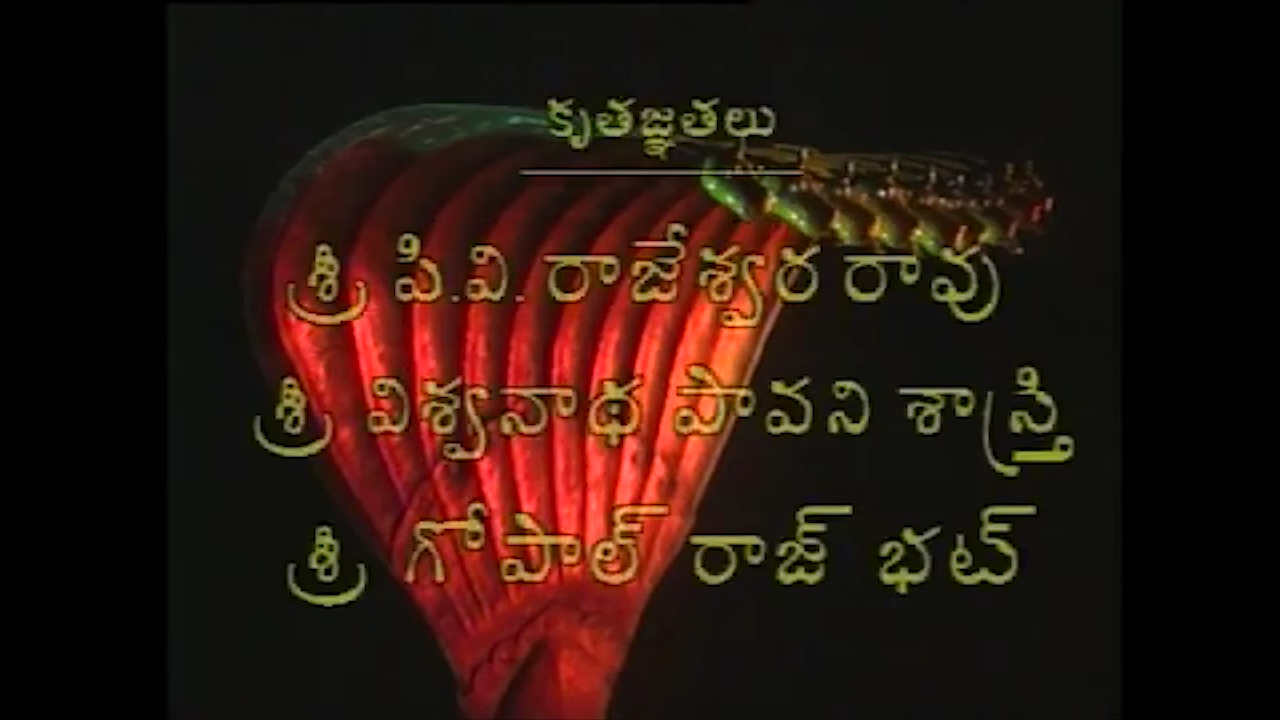 కృతజ్ఞతలు
శ్రీ పి.వి. రాజేశ్వర రావు
శ్రీ విశ్వనాథ పావని శాస్త్రి
శ్రీ గోపాల్ రాజ్ భట్